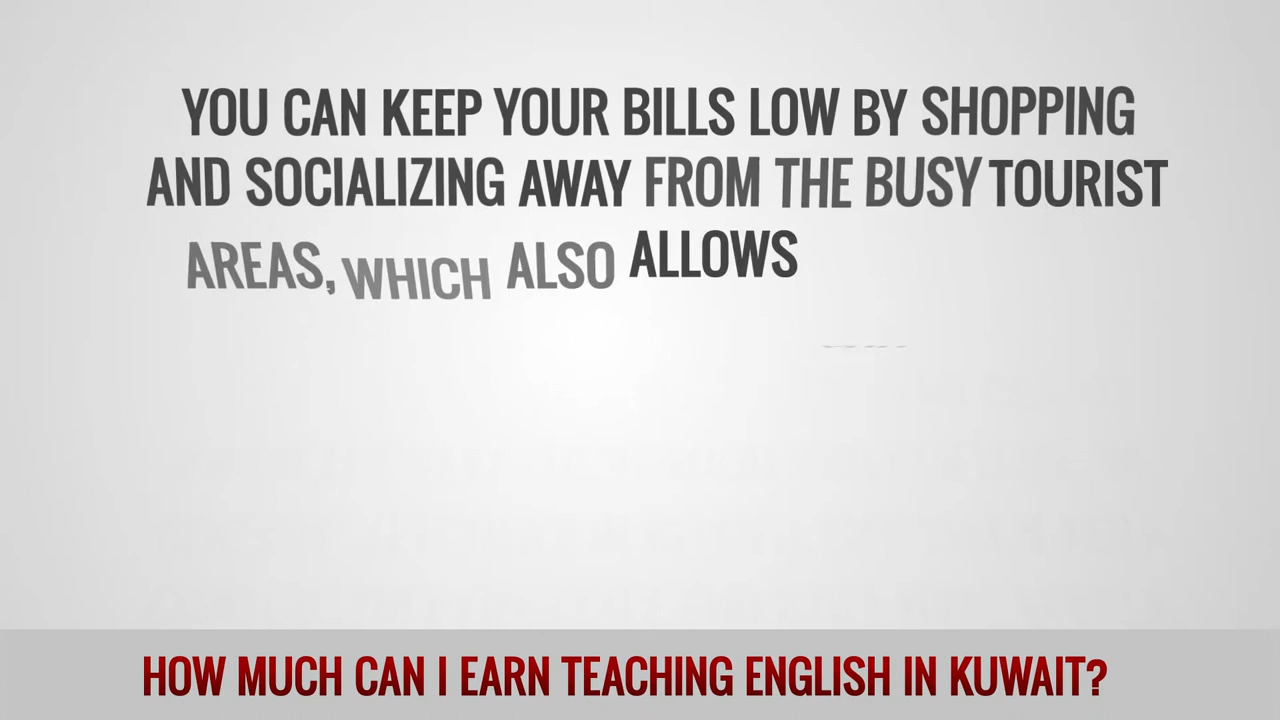 YOU CAN KEEP YOUR BILLS LOW BY SHOPPING
AND SOCIALIZING AWAY FROM THE BUSY TOURIST
AREAS, WHICH ALSO ALLOWS
HOW MUCH CAN I EARN TEACHING ENGLISH IN KUWAIT?